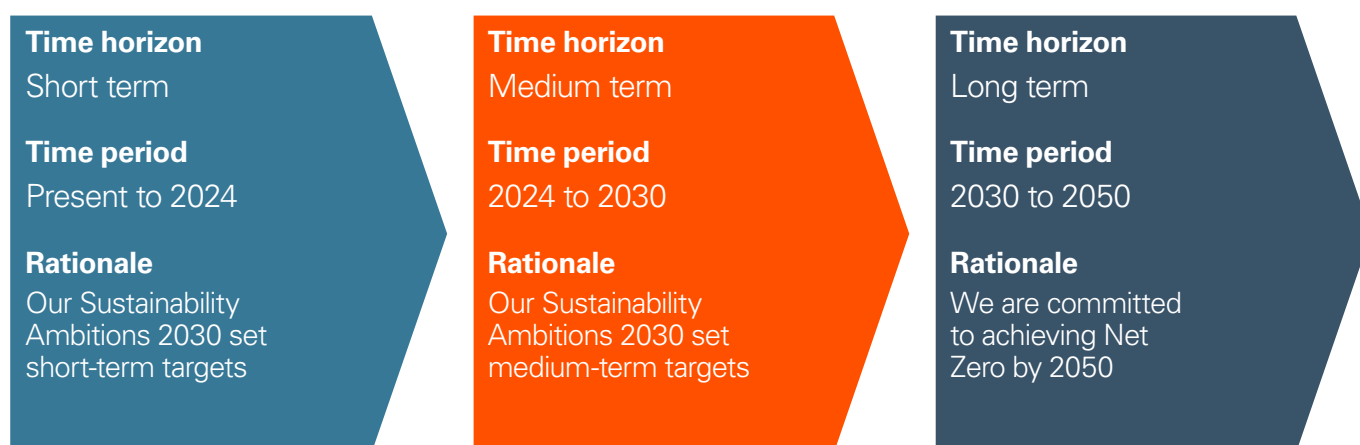 Time horizon
Short term
Time period
Present to 2024
Rationale
Our Sustainability
Ambitions 2030 set
short-term targets
Time horizon
Medium term
Time period
2024 to 2030
Rationale
Our Sustainability
Ambitions 2030 set
medium-term targets
Time horizon
Long term
Time period
2030 to 2050
Rationale
We are committed
to achieving Net
Zero by 2050